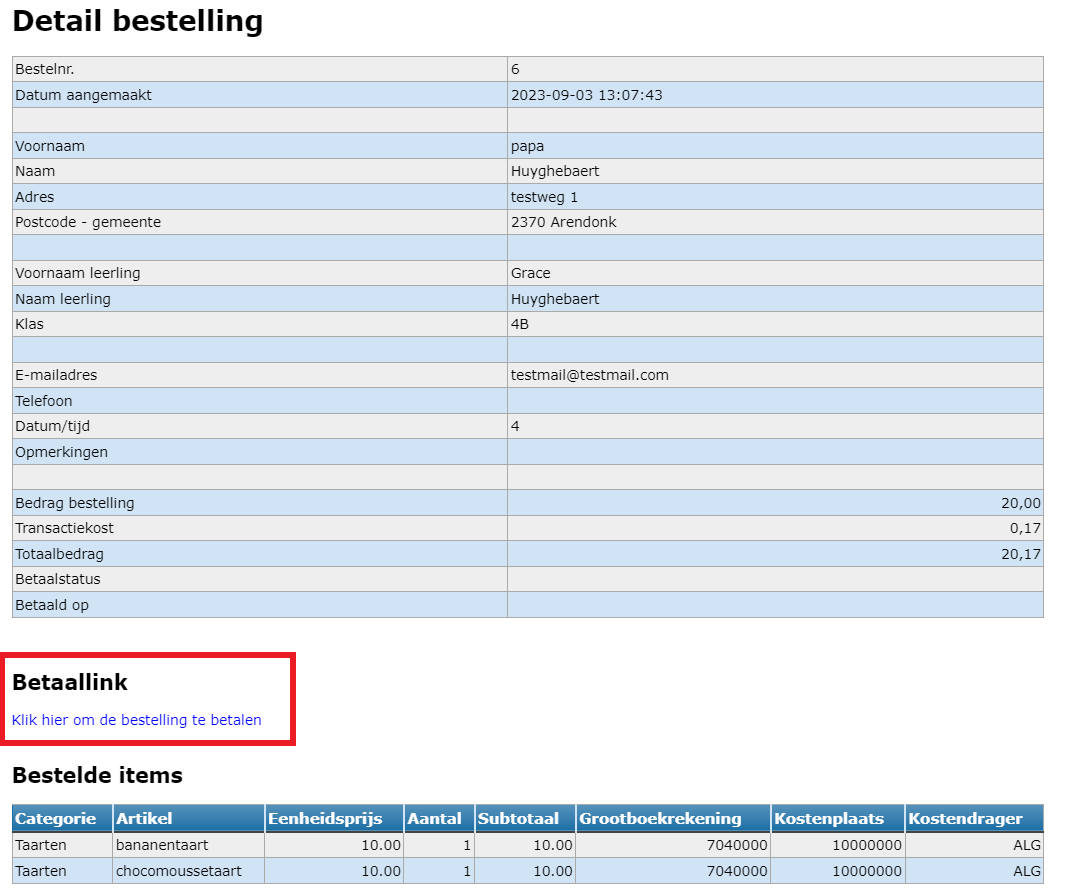 Detail bestelling
Bestelnr. 6
Datum aangemaakt 2023-09-03 13:07:43
Voornaam papa
Naam Huyghebaert
Adres testweg 1
Postcode - gemeente 2370 Arendonk
Voornaam leerling Grace
Naam leerling Huyghebaert
Klas 4B
E-mailadres testmail@testmail.com
Telefoon
Datum/tijd 4
Opmerkingen
Bedrag bestelling 20,00
Transactiekost 0,17
Totaalbedrag 20,17
Betaalstatus
Betaald op
Betaallink
Klik hier om de bestelling te betalen
Bestelde items
Categorie Artikel Eenheidsprijs Aantal Subtotaal Grootboekrekening Kostenplaats Kostendrager
Taarten bananentaart 10.00 1 10.00 7040000 10000000 ALG
Taarten chocomoussetaart 10.00 1 10.00 7040000 10000000 ALG